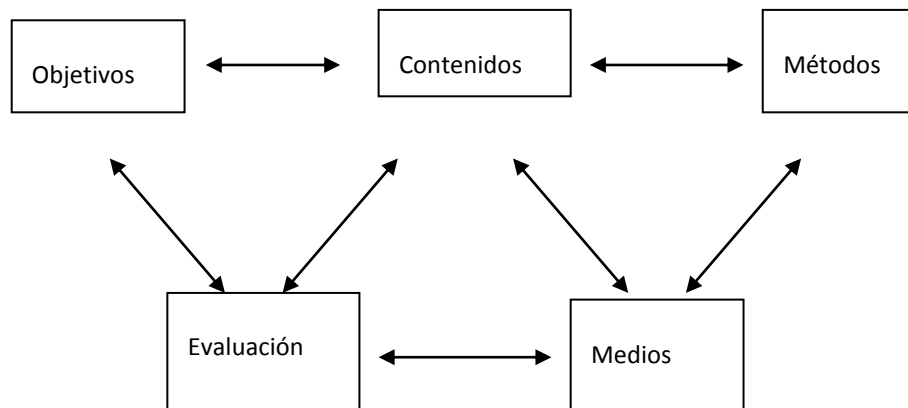 Objetivos
Contenidos
Métodos
Evaluación
Medios